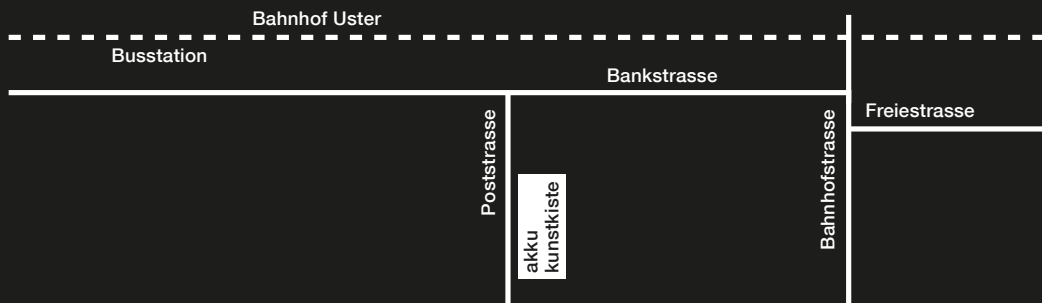 Bahnhof Uster
Busstation
Bankstrasse
Freiestrasse
Poststrasse
akku
kunstkiste
Bahnhofstrasse